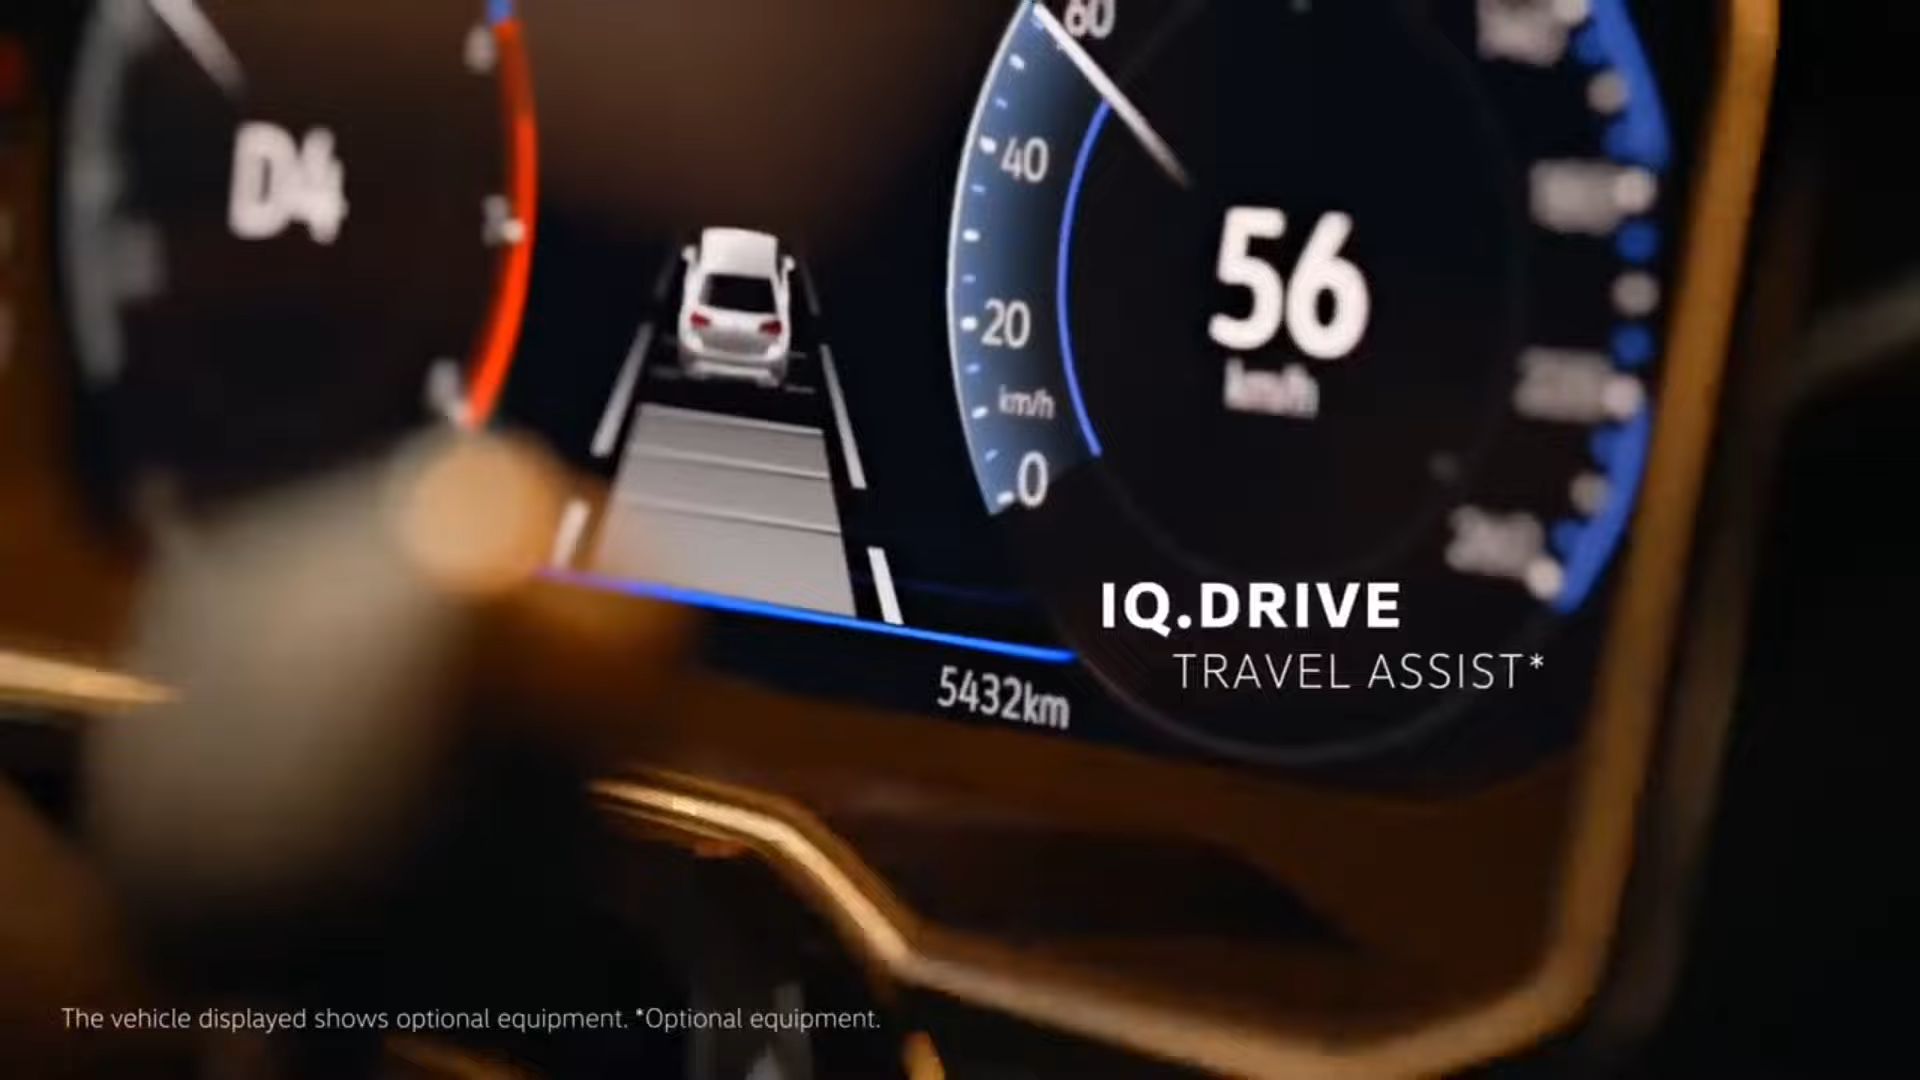 60
D4
40
56
km/h
20
km/h
0
IQ.DRIVE
TRAVEL ASSIST*
5432km
The vehicle displayed shows optional equipment. *Optional equipment.